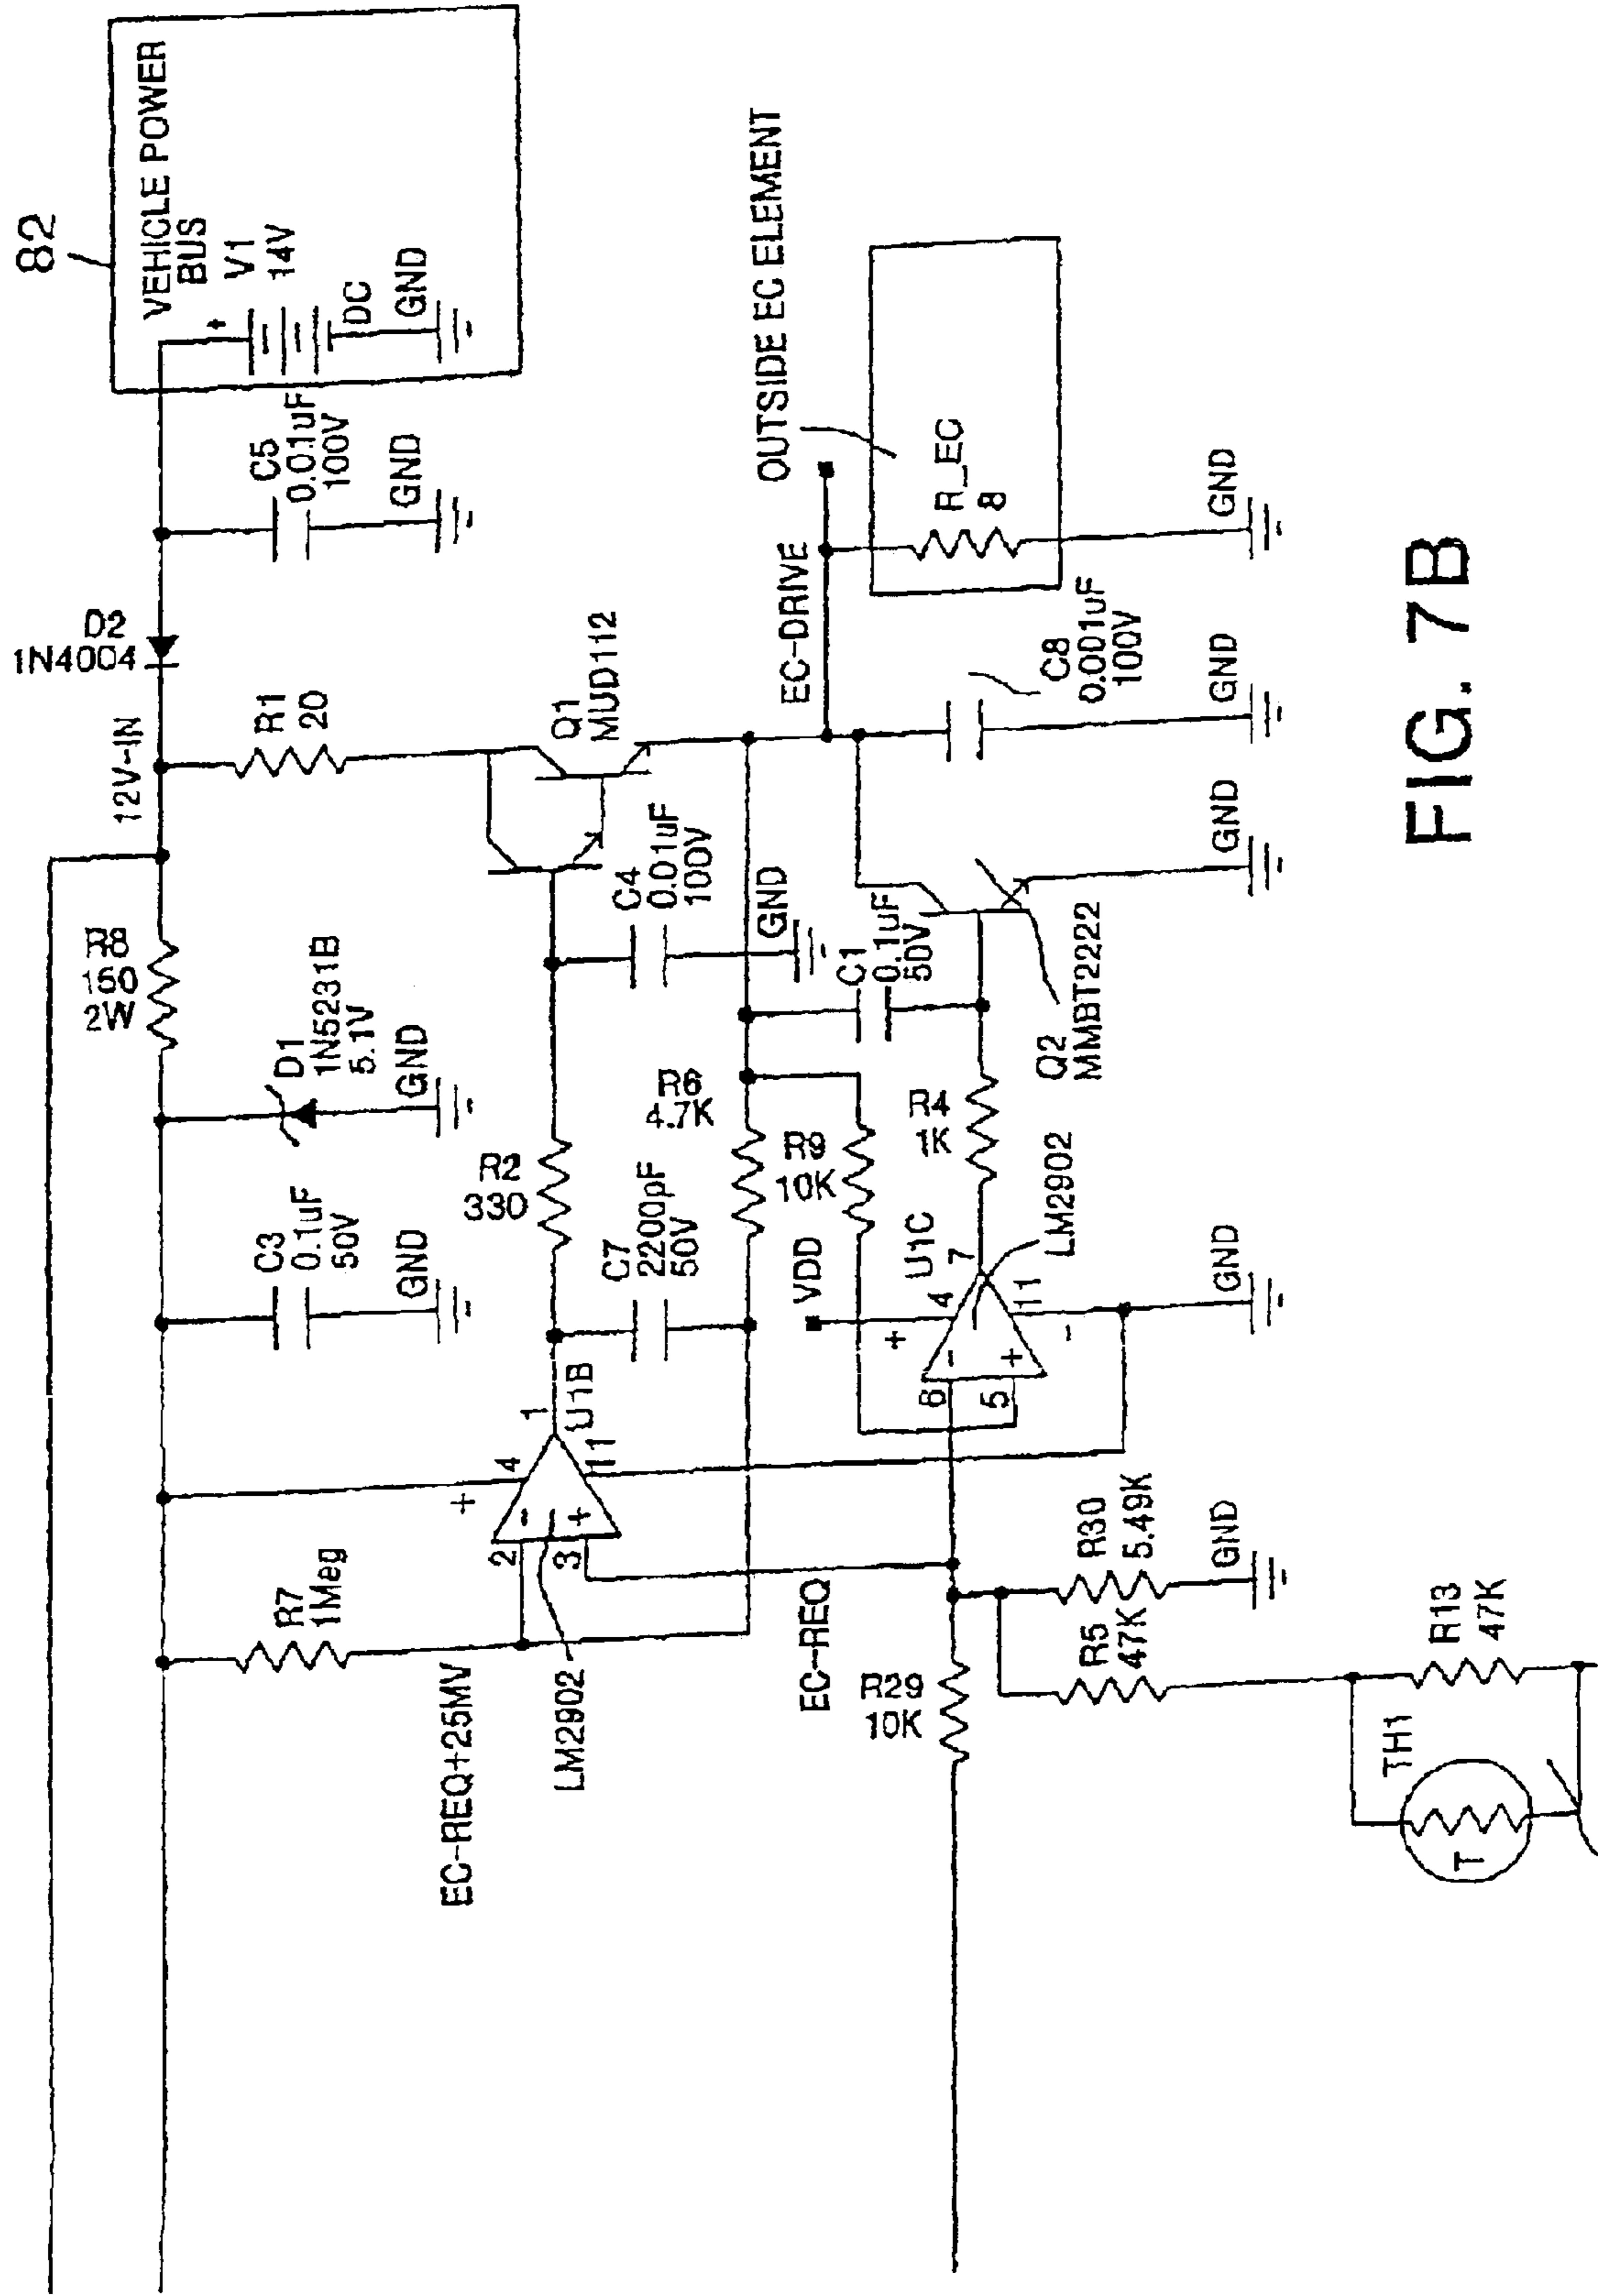 82
VEHICLE POWER
BUS
V1
14V
+
DC
GND
C5
0.01uF
100V
GND
D2
1N4004
12V-IN
R1
20
Q1
MUD112
R8
150
2W
D1
1N5231B
5.1V
GND
C3
0.1uF
50V
GND
R2
330
C4
0.01uF
100V
GND
C7
2200pF
50V
R6
4.7K
R7
1Meg
+
4
1
U1B
11
-
+
2
3
EC-REQ+25MV
LM2902
OUTSIDE EC ELEMENT
EC-DRIVE
R_EC
8
GND
C8
0.001uF
100V
GND
C1
0.1uF
50V
Q2
MMBT2222
GND
R9
10K
R4
1K
VDD
+
4
U1C
7
11
-
-
+
6
5
LM2902
GND
EC-REQ
R29
10K
R30
5.49K
GND
R5
47K
R13
47K
TH1
T
FIG. 7B